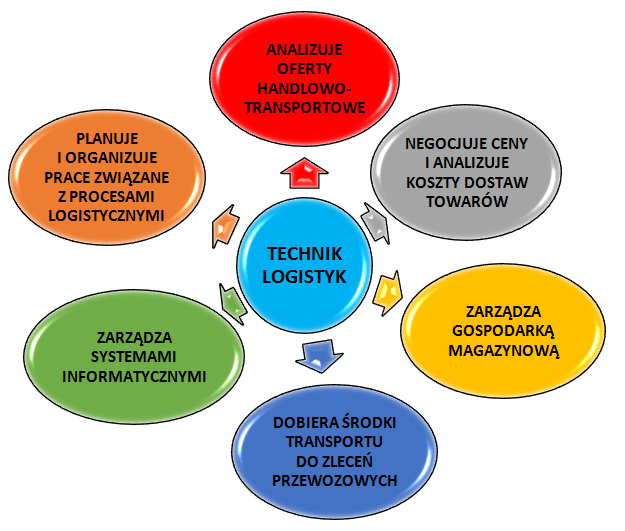 ANALIZUJE
OFERTY
HANDLOWO-
TRANSPORTOWE
NEGOCJUJE CENY
I ANALIZUJE
KOSZTY DOSTAW
TOWARÓW
ZARZĄDZA
GOSPODARKĄ
MAGAZYNOWĄ
DOBIERA ŚRODKI
TRANSPORTU
DO ZLECEŃ
PRZEWOZOWYCH
ZARZĄDZA
SYSTEMAMI
INFORMATYCZNYMI
PLANUJE
I ORGANIZUJE
PRACE ZWIĄZANE
Z PROCESAMI
LOGISTYCZNYMI
TECHNIK
LOGISTYK